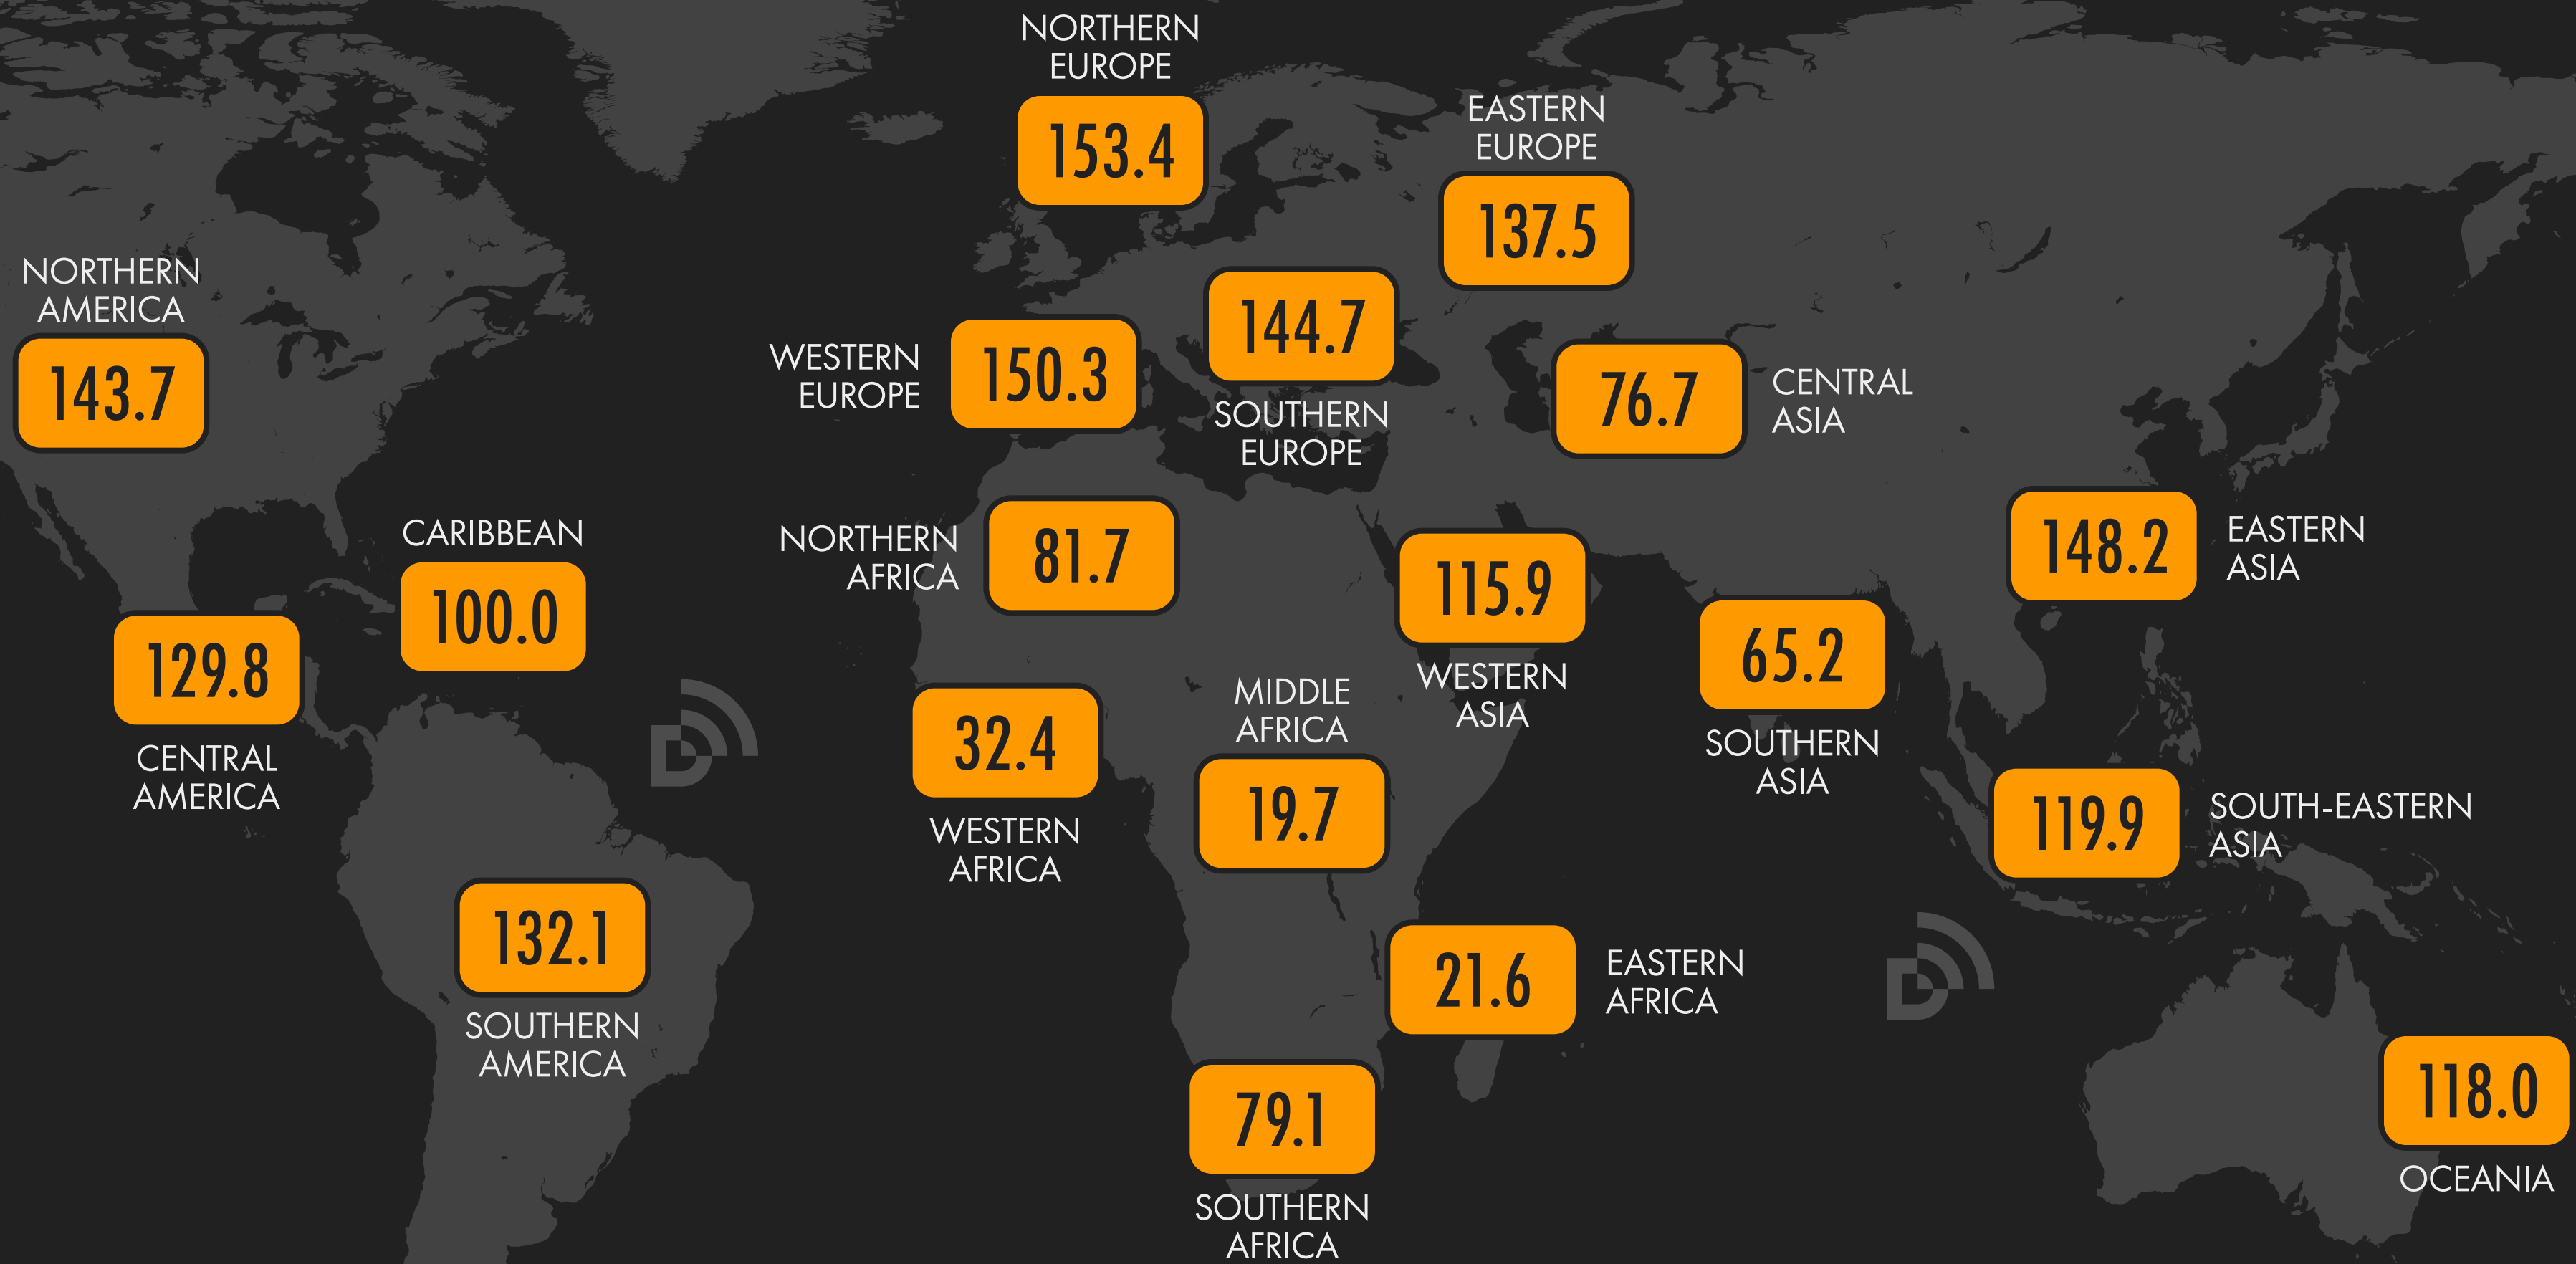 NORTHERN
EUROPE
153.4
EASTERN
EUROPE
137.5
NORTHERN
AMERICA
143.7
WESTERN
EUROPE
150.3
144.7
SOUTHERN
EUROPE
76.7
CENTRAL
ASIA
CARIBBEAN
100.0
NORTHERN
AFRICA
81.7
115.9
WESTERN
ASIA
148.2
EASTERN
ASIA
129.8
CENTRAL
AMERICA
65.2
SOUTHERN
ASIA
32.4
WESTERN
AFRICA
MIDDLE
AFRICA
19.7
119.9
SOUTH-EASTERN
ASIA
132.1
SOUTHERN
AMERICA
21.6
EASTERN
AFRICA
79.1
SOUTHERN
AFRICA
118.0
OCEANIA